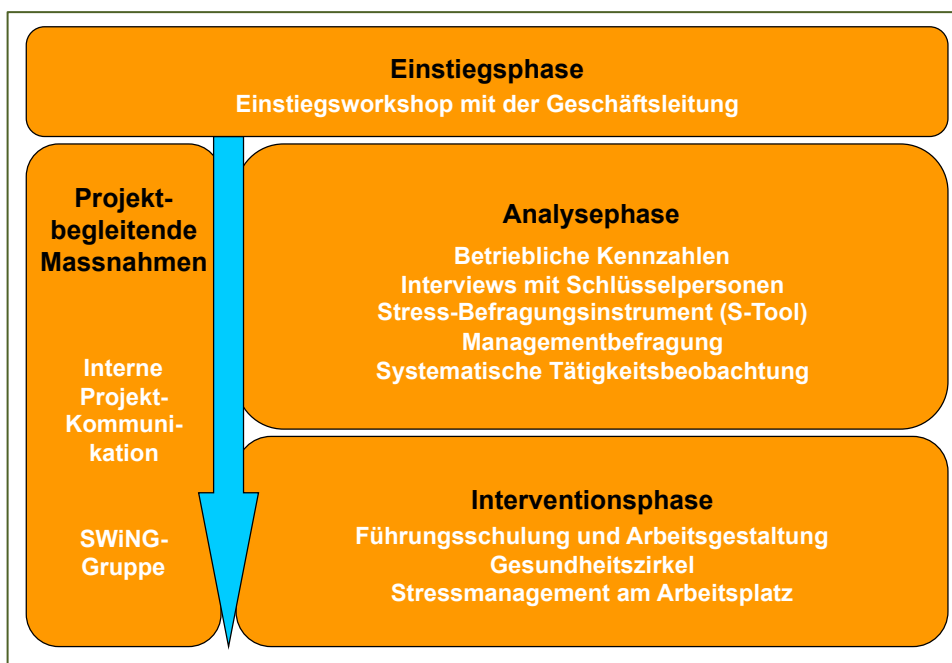 Einstiegsphase
Einstiegsworkshop mit der Geschäftsleitung
Projekt-
begleitende
Massnahmen
Interne
Projekt-
Kommuni-
kation
SWiNG-
Gruppe
Analysephase
Betriebliche Kennzahlen
Interviews mit Schlüsselpersonen
Stress-Befragungsinstrument (S-Tool)
Managementbefragung
Systematische Tätigkeitsbeobachtung
Interventionsphase
Führungsschulung und Arbeitsgestaltung
Gesundheitszirkel
Stressmanagement am Arbeitsplatz